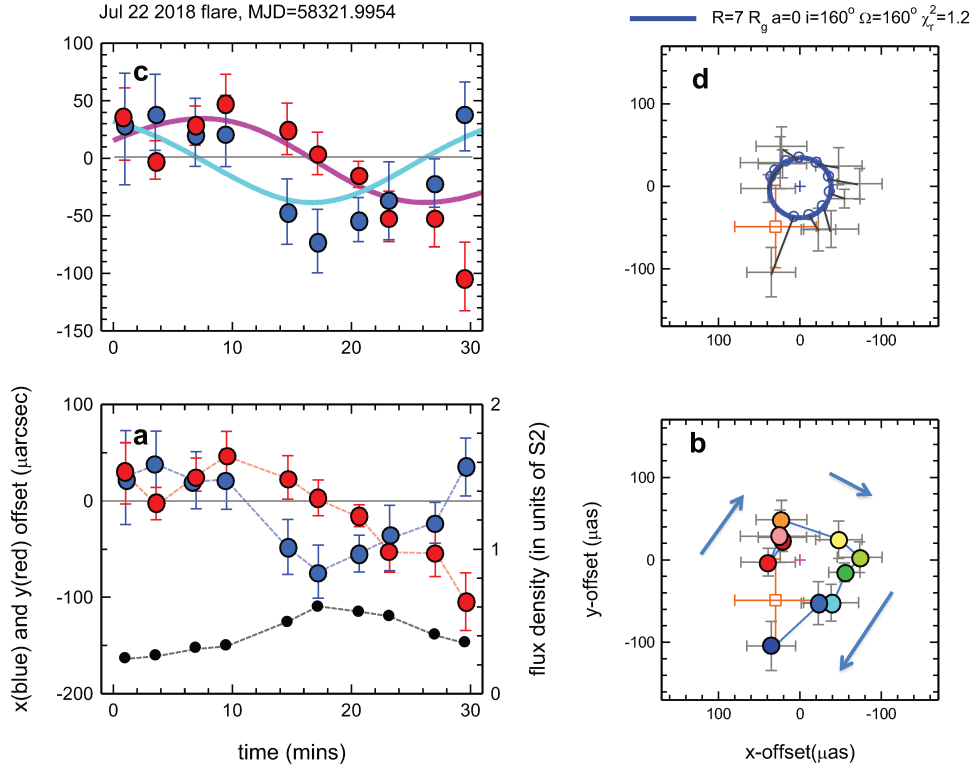 Jul 22 2018 flare, MJD=58321.9954
R=7 R_g a=0 i=160° Ω=160° χ_r^2=1.2
c
100
50
0
-50
-100
-150
0 10 20 30
d
100
0
-100
100 0 -100
a
100
0
-100
-200
2
1
0
0 10 20 30
x(blue) and y(red) offset (μarcsec)
flux density (in units of S2)
time (mins)
b
100
0
-100
100 0 -100
y-offset (μas)
x-offset(μas)